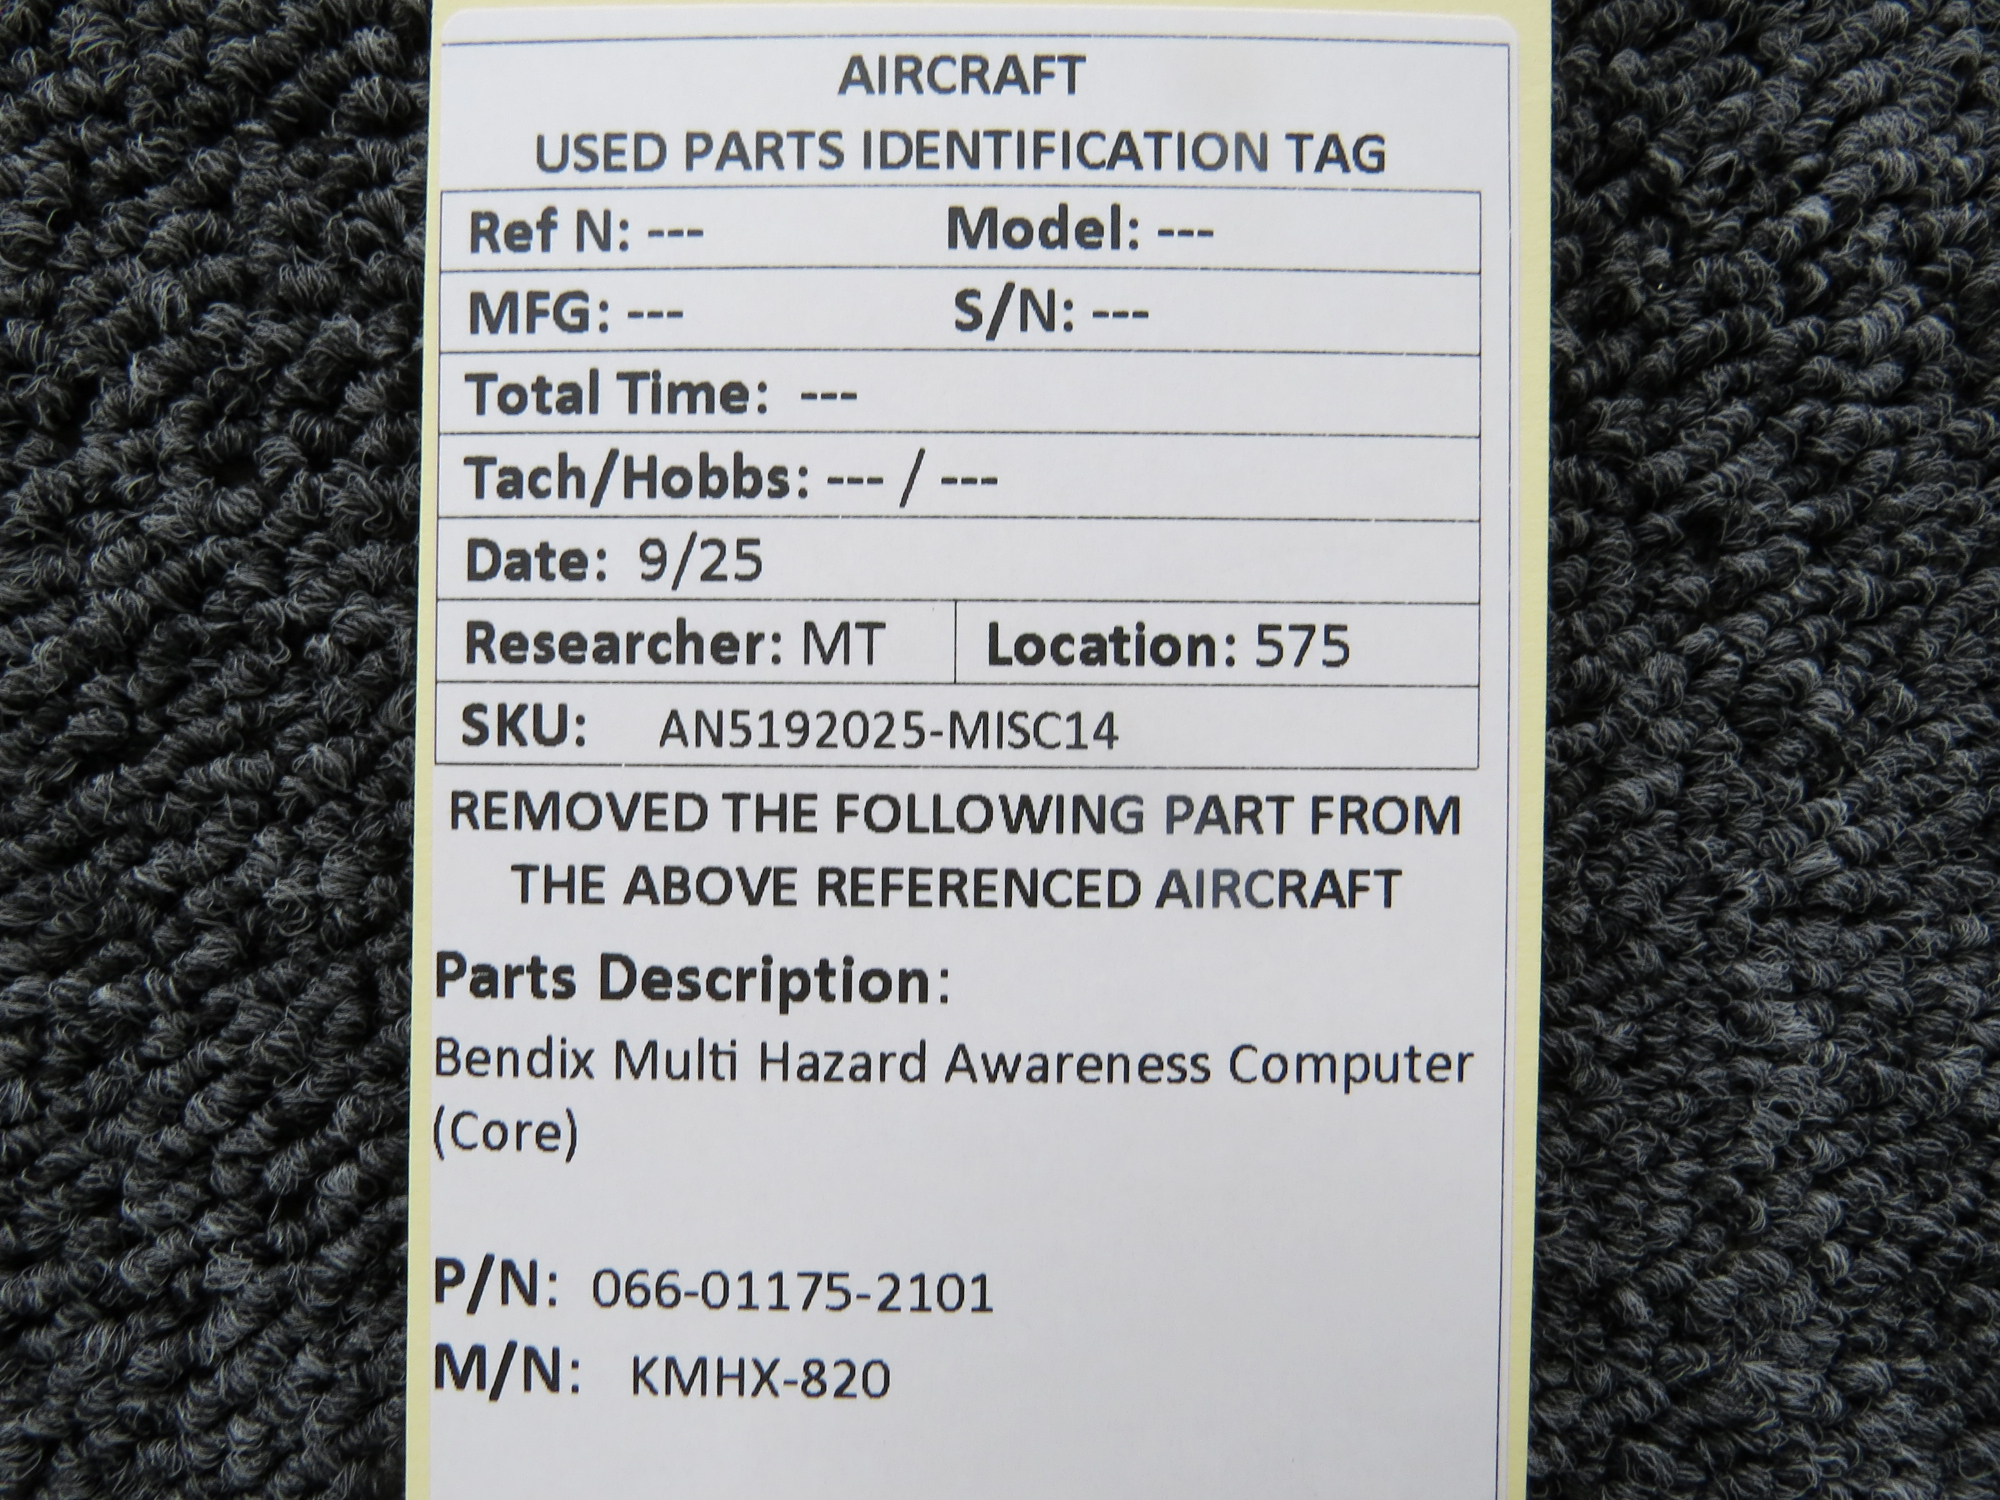 AIRCRAFT
USED PARTS IDENTIFICATION TAG
Ref N: --- Model: ---
MFG: --- S/N: ---
Total Time: ---
Tach/Hobbs: --- / ---
Date: 9/25
Researcher: MT Location: 575
SKU: AN5192025-MISC14
REMOVED THE FOLLOWING PART FROM
THE ABOVE REFERENCED AIRCRAFT
Parts Description:
Bendix Multi Hazard Awareness Computer
(Core)
P/N: 066-01175-2101
M/N: KMHX-820